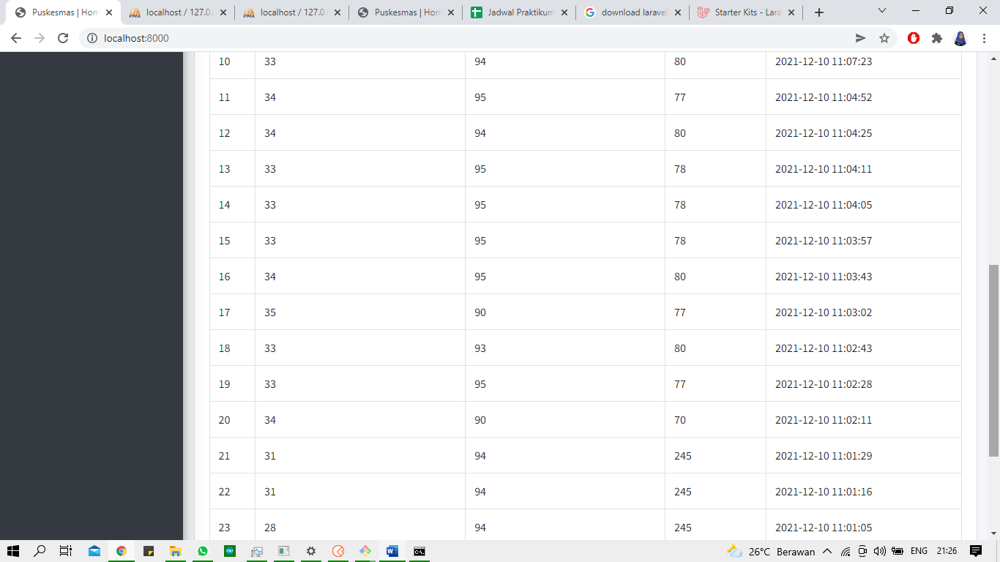 Puskesmas | Hom
localhost / 127.0.
localhost / 127.0.
Puskesmas | Hom
Jadwal Praktikum
download laravel
Starter Kits - Lara
localhost:8000
10 33 94 80 2021-12-10 11:07:23
11 34 95 77 2021-12-10 11:04:52
12 34 94 80 2021-12-10 11:04:25
13 33 95 78 2021-12-10 11:04:11
14 33 95 78 2021-12-10 11:04:05
15 33 95 78 2021-12-10 11:03:57
16 34 95 80 2021-12-10 11:03:43
17 35 90 77 2021-12-10 11:03:02
18 33 93 80 2021-12-10 11:02:43
19 33 95 77 2021-12-10 11:02:28
20 34 90 70 2021-12-10 11:02:11
21 31 94 245 2021-12-10 11:01:29
22 31 94 245 2021-12-10 11:01:16
23 28 94 245 2021-12-10 11:01:05
26°C Berawan ENG 21:26